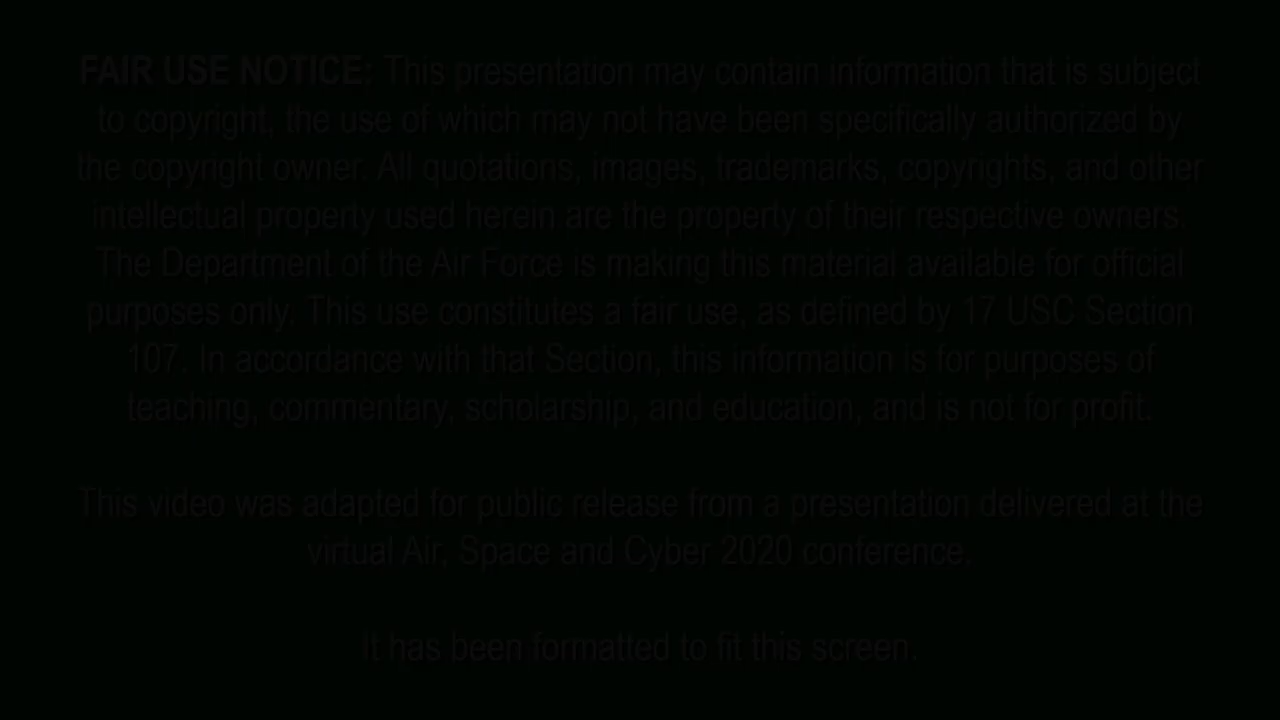 FAIR USE NOTICE: This presentation may contain information that is subject
to copyright, the use of which may not have been specifically authorized by
the copyright owner. All quotations, images, trademarks, copyrights, and other
intellectual property used herein are the property of their respective owners.
The Department of the Air Force is making this material available for official
purposes only. This use constitutes a fair use, as defined by 17 USC Section
107. In accordance with that Section, this information is for purposes of
teaching, commentary, scholarship, and education, and is not for profit.
This video was adapted for public release from a presentation delivered at the
virtual Air, Space and Cyber 2020 conference.
It has been formatted to fit this screen.